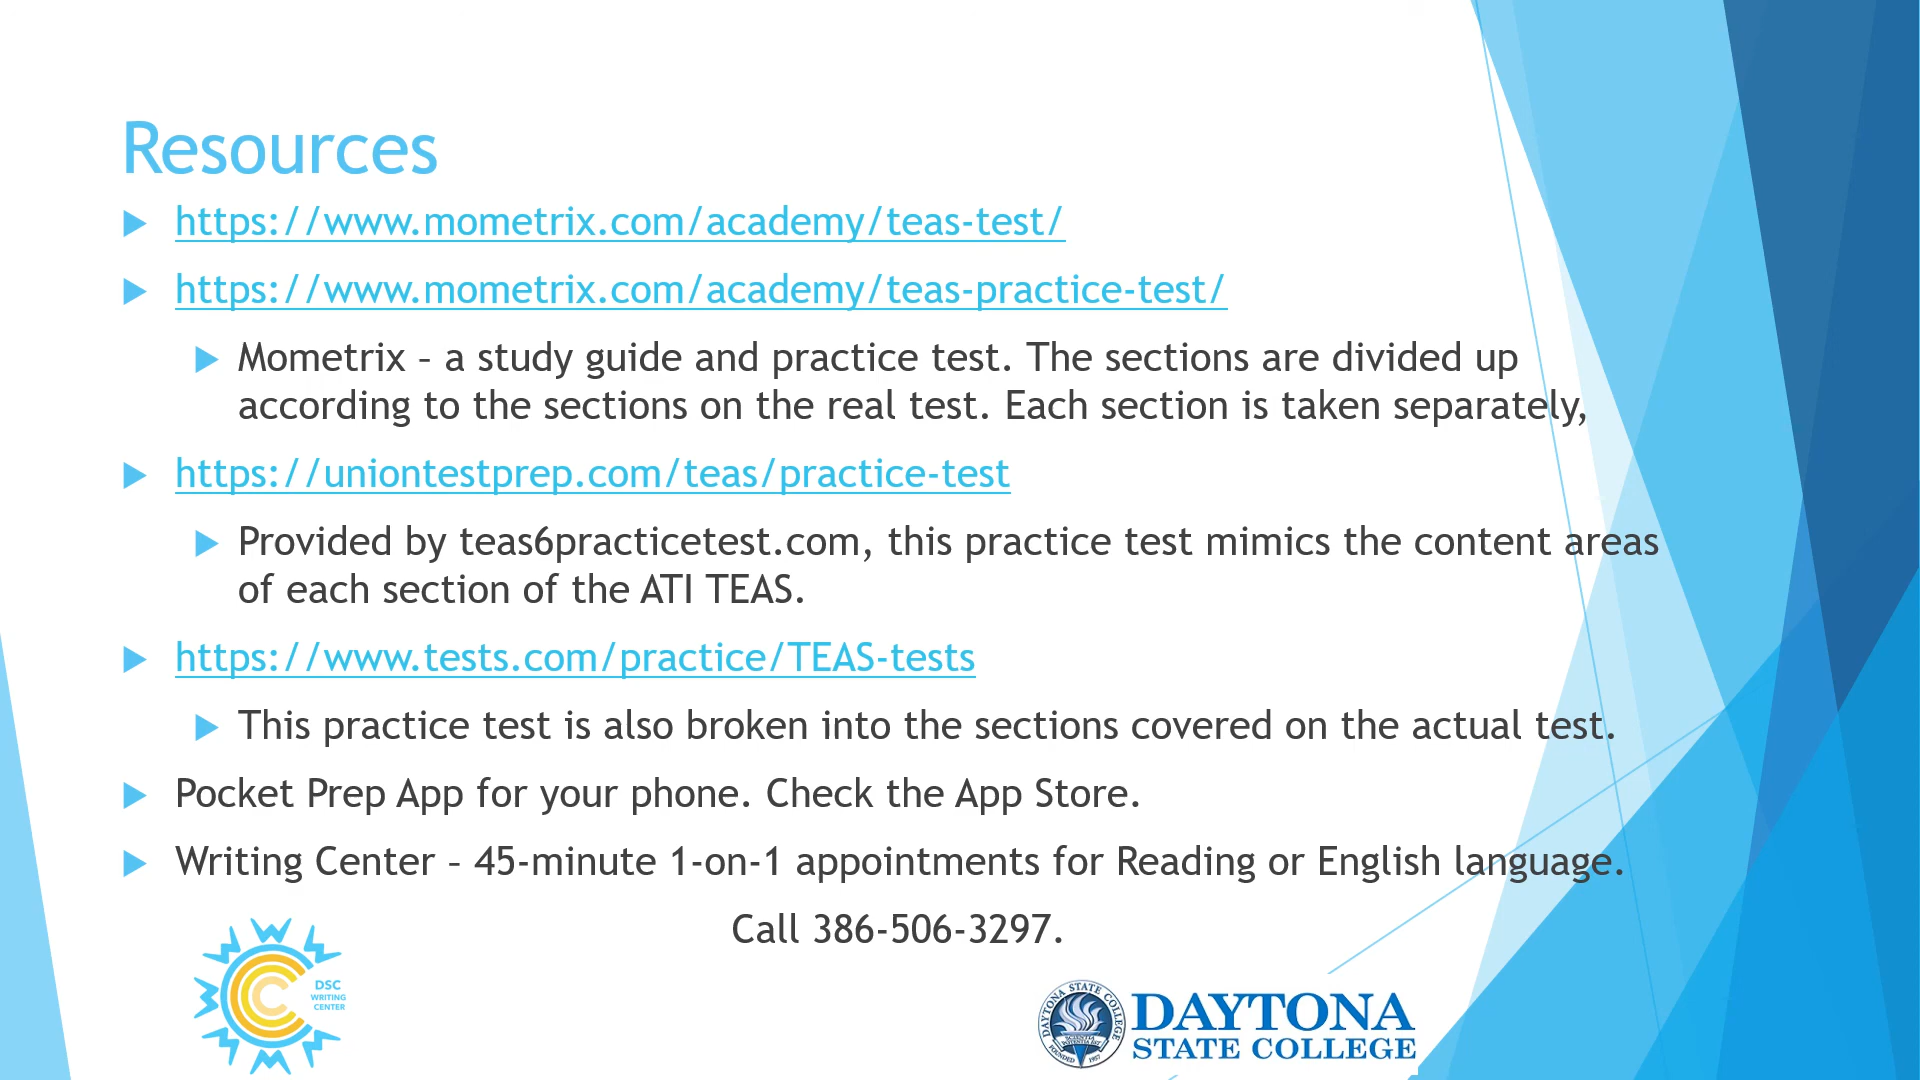 Resources
https://www.mometrix.com/academy/teas-test/
https://www.mometrix.com/academy/teas-practice-test/
Mometrix – a study guide and practice test. The sections are divided up
according to the sections on the real test. Each section is taken separately,
https://uniontestprep.com/teas/practice-test
Provided by teas6practicetest.com, this practice test mimics the content areas
of each section of the ATI TEAS.
https://www.tests.com/practice/TEAS-tests
This practice test is also broken into the sections covered on the actual test.
Pocket Prep App for your phone. Check the App Store.
Writing Center – 45-minute 1-on-1 appointments for Reading or English language.
Call 386-506-3297.
DSC
WRITING
CENTER
DAYTONA STATE COLLEGE
FOUNDED 1957
DAYTONA
STATE COLLEGE